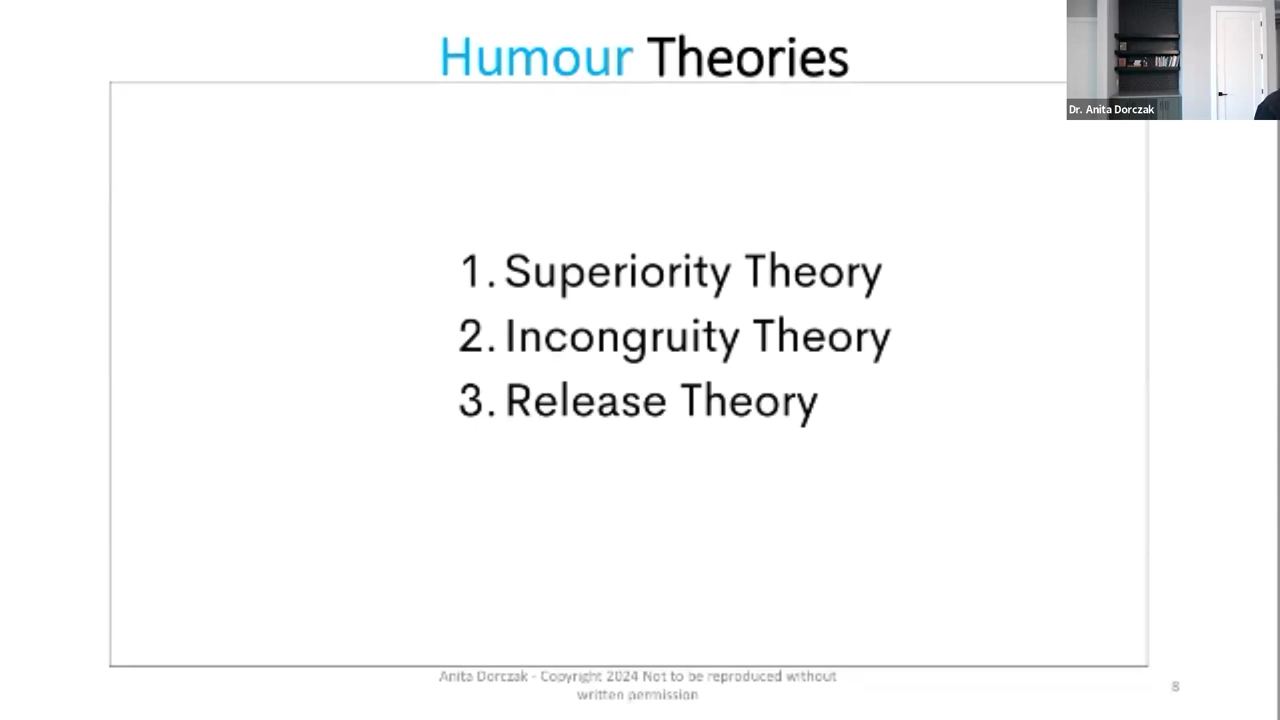 Humour Theories
Dr. Anita Dorczak
1. Superiority Theory
2. Incongruity Theory
3. Release Theory
Anita Dorczak - Copyright 2024 Not to be reproduced without
written permission
8